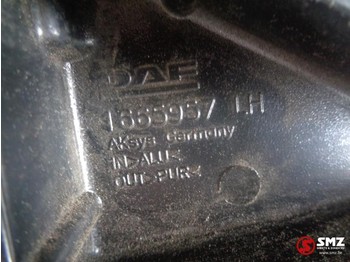 DAF
1665957 LH
AKsys Germany
IN>ALU<
OUT>PUR<
SMZ